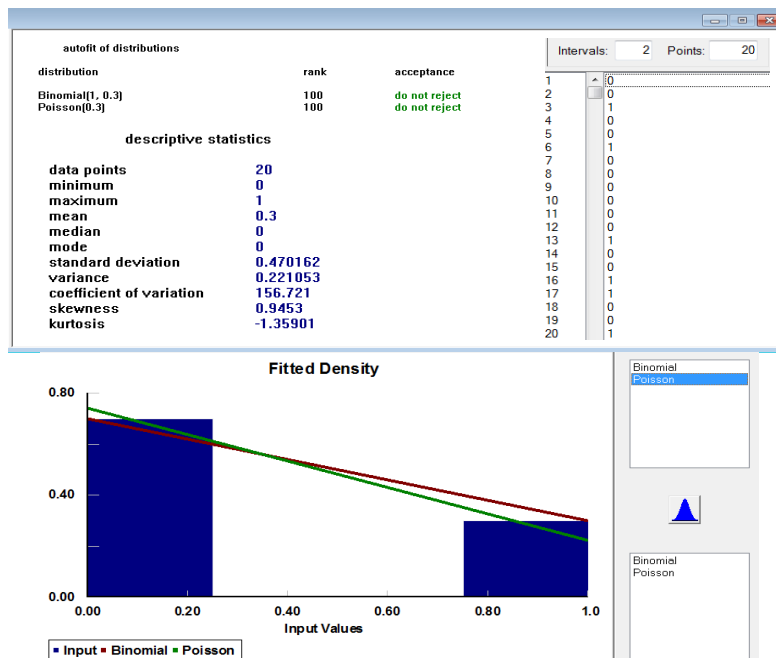 autofit of distributions
distribution rank acceptance
Binomial(1, 0.3) 100 do not reject
Poisson(0.3) 100 do not reject
descriptive statistics
data points 20
minimum 0
maximum 1
mean 0.3
median 0
mode 0
standard deviation 0.470162
variance 0.221053
coefficient of variation 156.721
skewness 0.9453
kurtosis -1.35901
Intervals: 2 Points: 20
1 0
2 0
3 1
4 0
5 0
6 1
7 0
8 0
9 0
10 0
11 0
12 0
13 1
14 0
15 0
16 1
17 1
18 0
19 0
20 1
Fitted Density
0.80
0.40
0.00
0.00 0.20 0.40 0.60 0.80 1.0
Input Values
Input Binomial Poisson
Binomial
Poisson
Binomial
Poisson